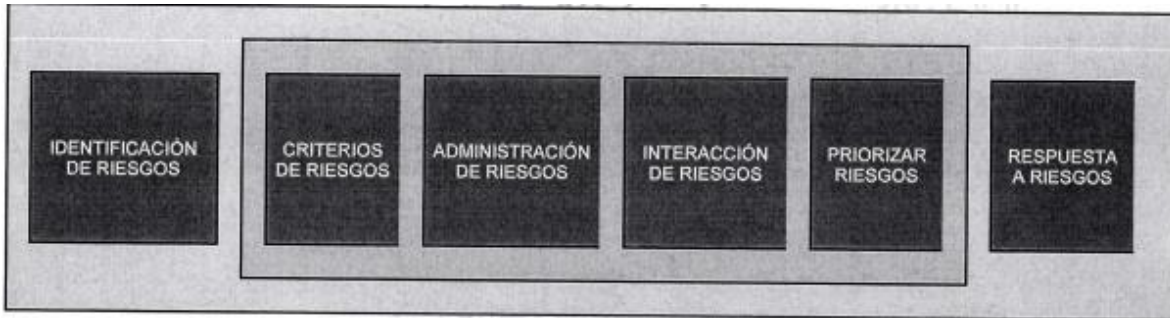 IDENTIFICACIÓN
DE RIESGOS
CRITERIOS
DE RIESGOS
ADMINISTRACIÓN
DE RIESGOS
INTERACCIÓN
DE RIESGOS
PRIORIZAR
RIESGOS
RESPUESTA
A RIESGOS